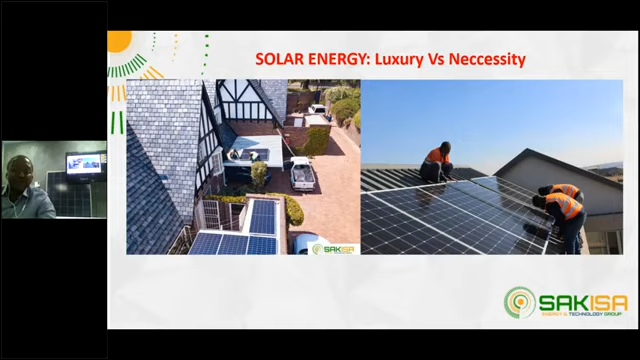 SOLAR ENERGY: Luxury Vs Neccessity
SAKISA
SAKISA
ENERGY & TECHNOLOGY GROUP